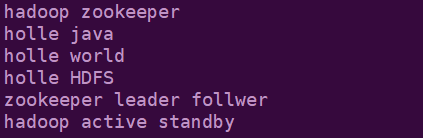 hadoop zookeeper
holle java
holle world
holle HDFS
zookeeper leader follwer
hadoop active standby